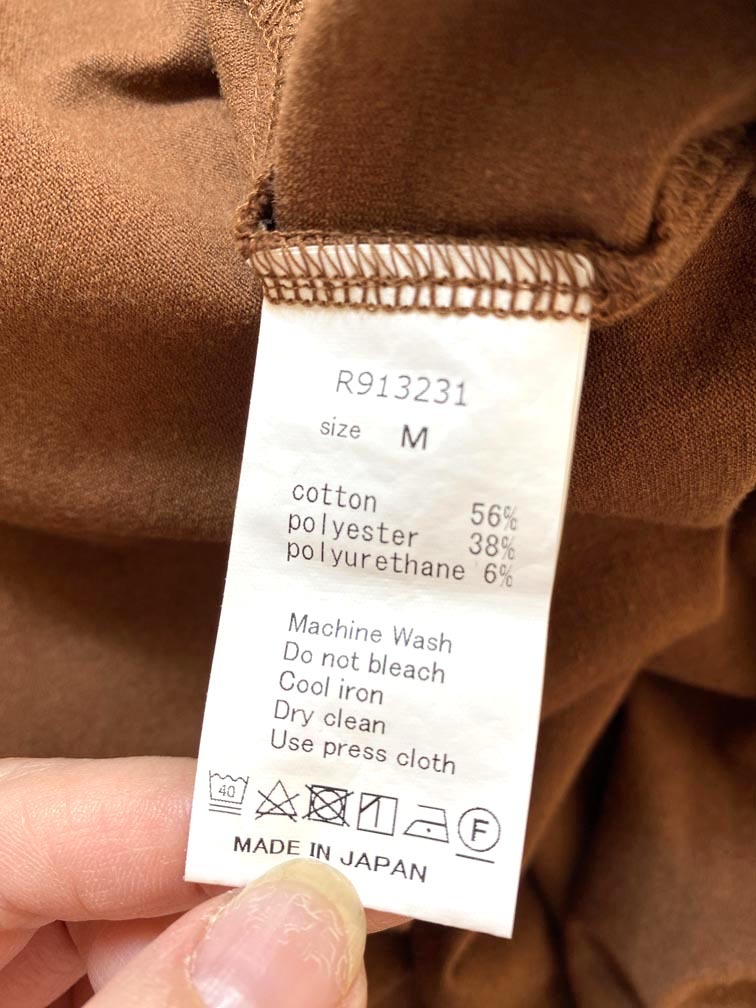 R913231
size M
cotton 56%
polyester 38%
polyurethane 6%
Machine Wash
Do not bleach
Cool iron
Dry clean
Use press cloth
40 F
MADE IN JAPAN